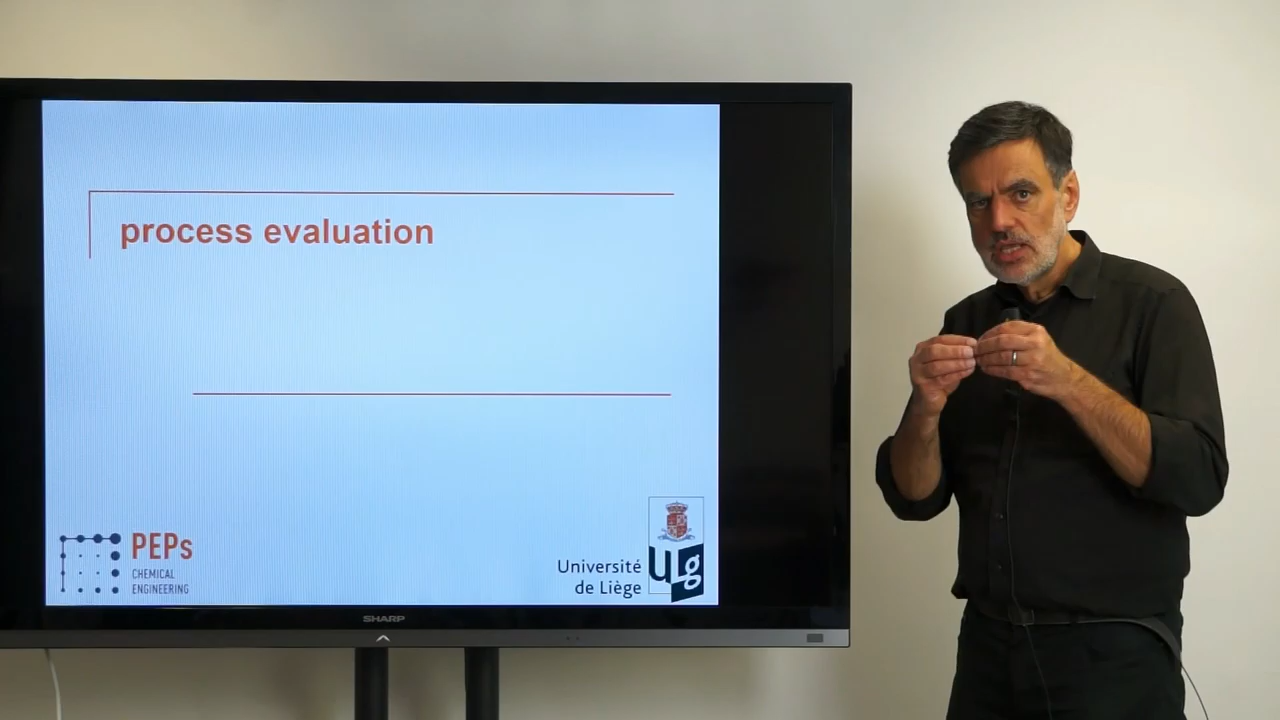 process evaluation
PEPs
CHEMICAL
ENGINEERING
Université
de Liège
ULg
SHARP